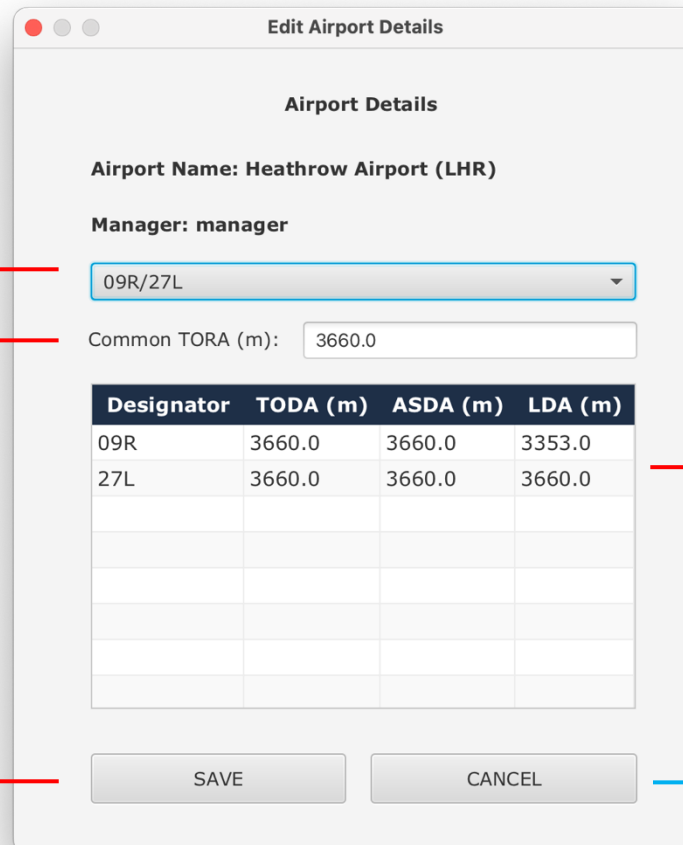 Edit Airport Details
Airport Details
Airport Name: Heathrow Airport (LHR)
Manager: manager
09R/27L
Common TORA (m): 3660.0
Designator TODA (m) ASDA (m) LDA (m)
09R 3660.0 3660.0 3353.0
27L 3660.0 3660.0 3660.0
SAVE CANCEL